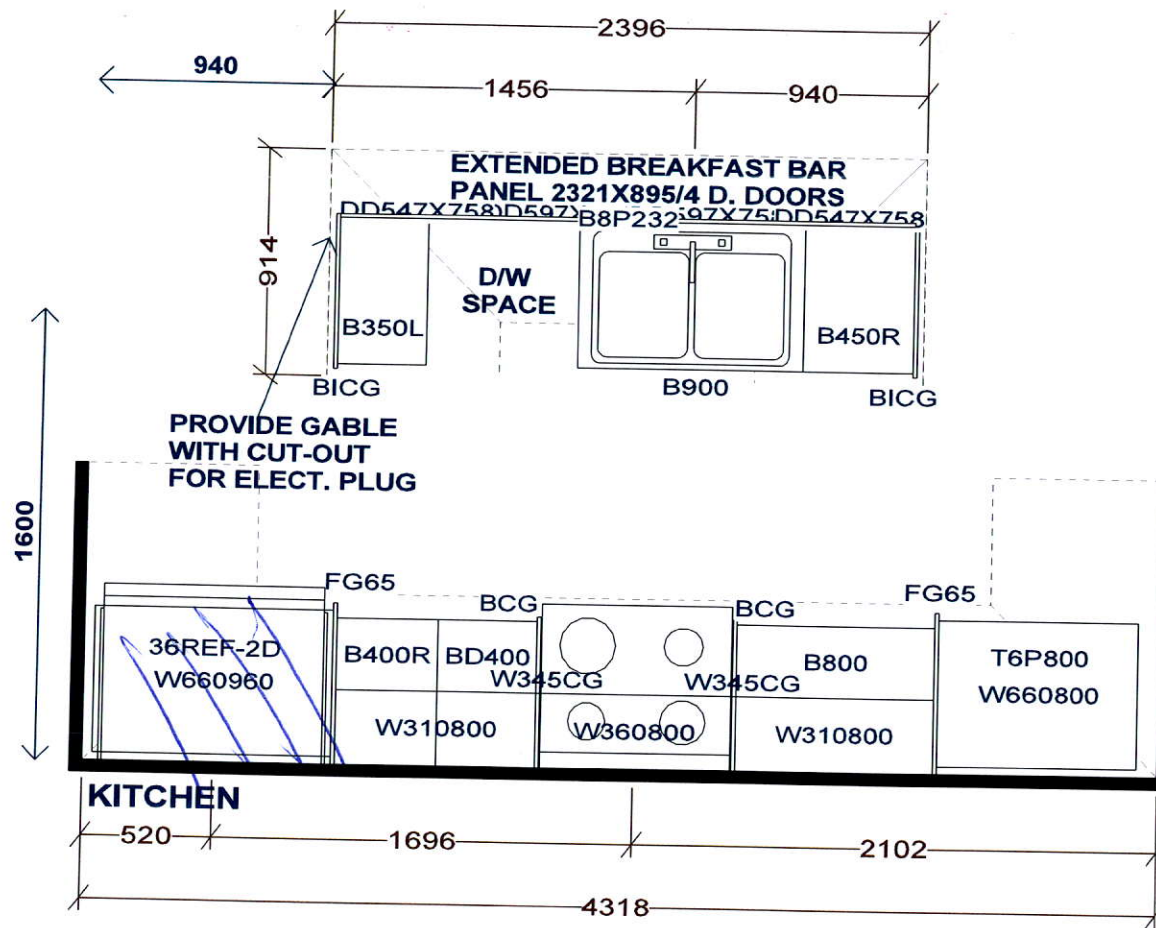 2396
940
1456
940
EXTENDED BREAKFAST BAR
PANEL 2321X895/4 D. DOORS
DD547X758
B8P232
DD547X758
914
D/W
SPACE
B350L
B450R
B900
BICG
BICG
PROVIDE GABLE
WITH CUT-OUT
FOR ELECT. PLUG
1600
FG65
BCG
BCG
FG65
36REF-2D
W660960
B400R
BD400
W345CG
W345CG
B800
T6P800
W660800
W310800
W360800
W310800
KITCHEN
520
1696
2102
4318